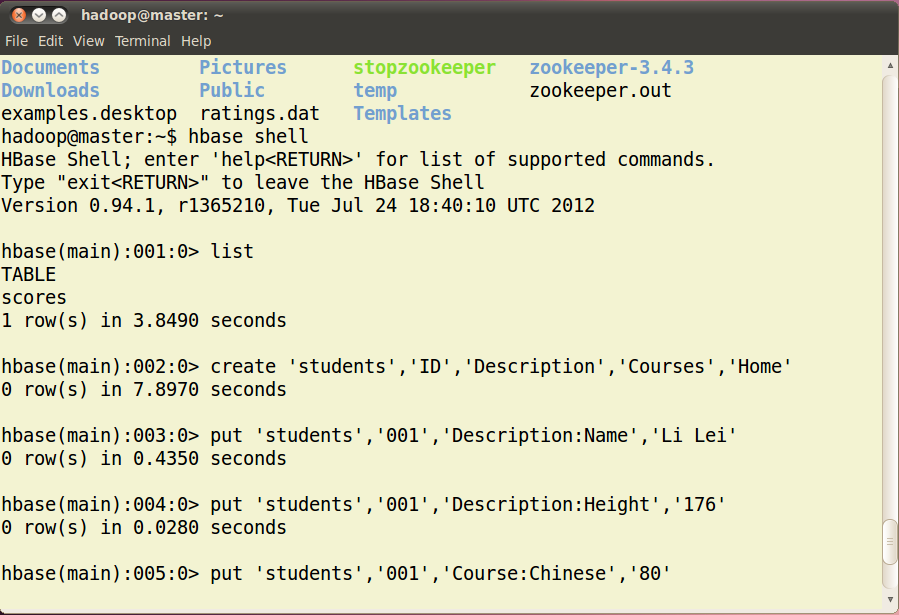 hadoop@master: ~
File Edit View Terminal Help
Documents Pictures stopzookeeper zookeeper-3.4.3
Downloads Public temp zookeeper.out
examples.desktop ratings.dat Templates
hadoop@master:~$ hbase shell
HBase Shell; enter 'help<RETURN>' for list of supported commands.
Type "exit<RETURN>" to leave the HBase Shell
Version 0.94.1, r1365210, Tue Jul 24 18:40:10 UTC 2012
hbase(main):001:0> list
TABLE
scores
1 row(s) in 3.8490 seconds
hbase(main):002:0> create 'students','ID','Description','Courses','Home'
0 row(s) in 7.8970 seconds
hbase(main):003:0> put 'students','001','Description:Name','Li Lei'
0 row(s) in 0.4350 seconds
hbase(main):004:0> put 'students','001','Description:Height','176'
0 row(s) in 0.0280 seconds
hbase(main):005:0> put 'students','001','Course:Chinese','80'